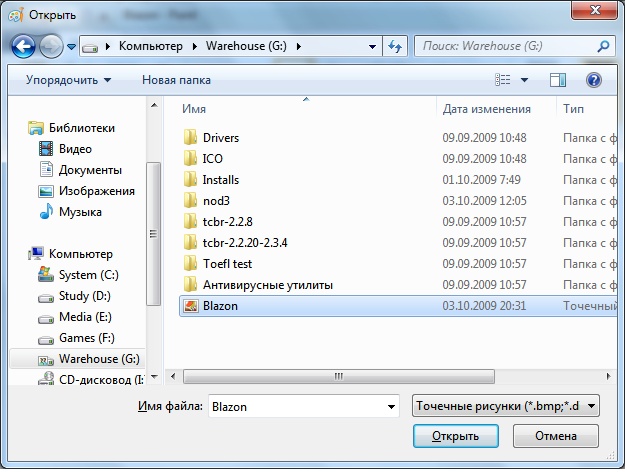 Открыть
Компьютер Warehouse (G:) Поиск: Warehouse (G:)
Упорядочить Новая папка
Имя Дата изменения Тип
Библиотеки
Видео
Документы
Изображения
Музыка
Компьютер
System (C:)
Study (D:)
Media (E:)
Games (F:)
Warehouse (G:)
CD-дисковод (I:
Drivers 09.09.2009 10:48 Папка с ф
ICO 09.09.2009 10:48 Папка с ф
Installs 01.10.2009 7:49 Папка с ф
nod3 03.10.2009 12:05 Папка с ф
tcbr-2.2.8 09.09.2009 10:57 Папка с ф
tcbr-2.2.20-2.3.4 09.09.2009 10:57 Папка с ф
Toefl test 09.09.2009 10:57 Папка с ф
Антивирусные утилиты 09.09.2009 10:57 Папка с ф
Blazon 03.10.2009 20:31 Точечный
Имя файла: Blazon Точечные рисунки (*.bmp;*.d
Открыть Отмена